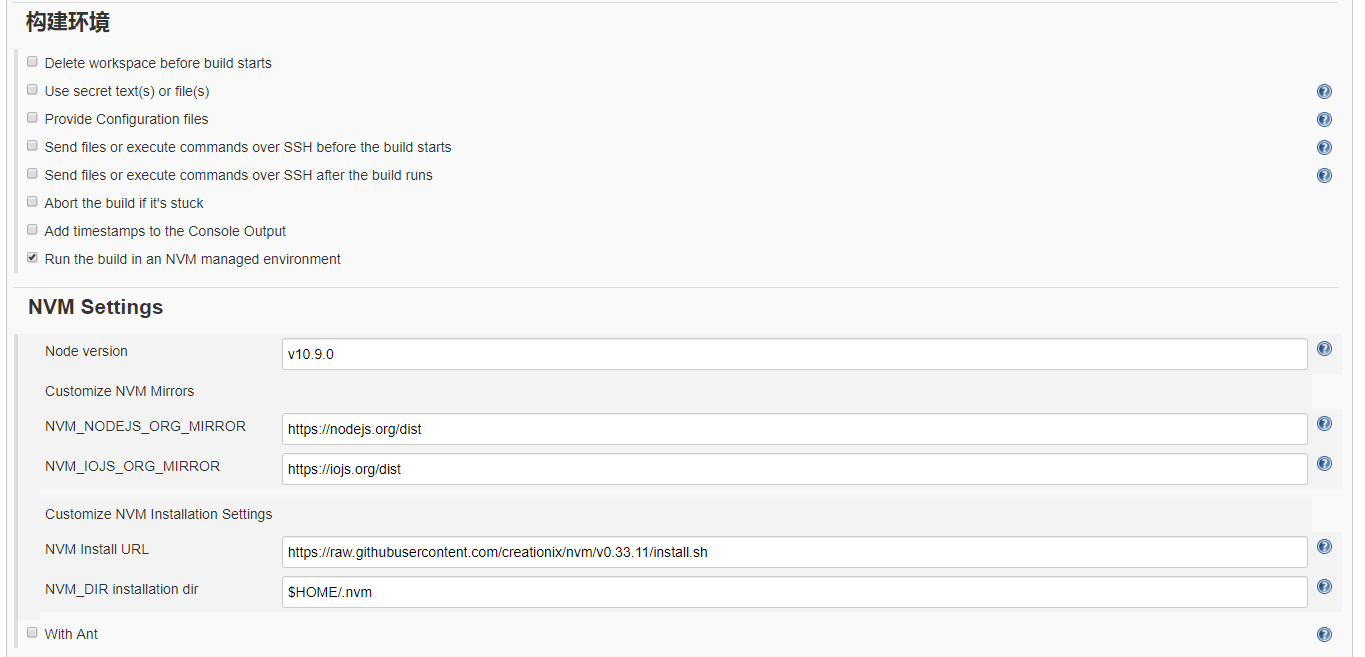 构建环境
Delete workspace before build starts
Use secret text(s) or file(s)
Provide Configuration files
Send files or execute commands over SSH before the build starts
Send files or execute commands over SSH after the build runs
Abort the build if it's stuck
Add timestamps to the Console Output
Run the build in an NVM managed environment
NVM Settings
Node version v10.9.0
Customize NVM Mirrors
NVM_NODEJS_ORG_MIRROR https://nodejs.org/dist
NVM_IOJS_ORG_MIRROR https://iojs.org/dist
Customize NVM Installation Settings
NVM Install URL https://raw.githubusercontent.com/creationix/nvm/v0.33.11/install.sh
NVM_DIR installation dir $HOME/.nvm
With Ant